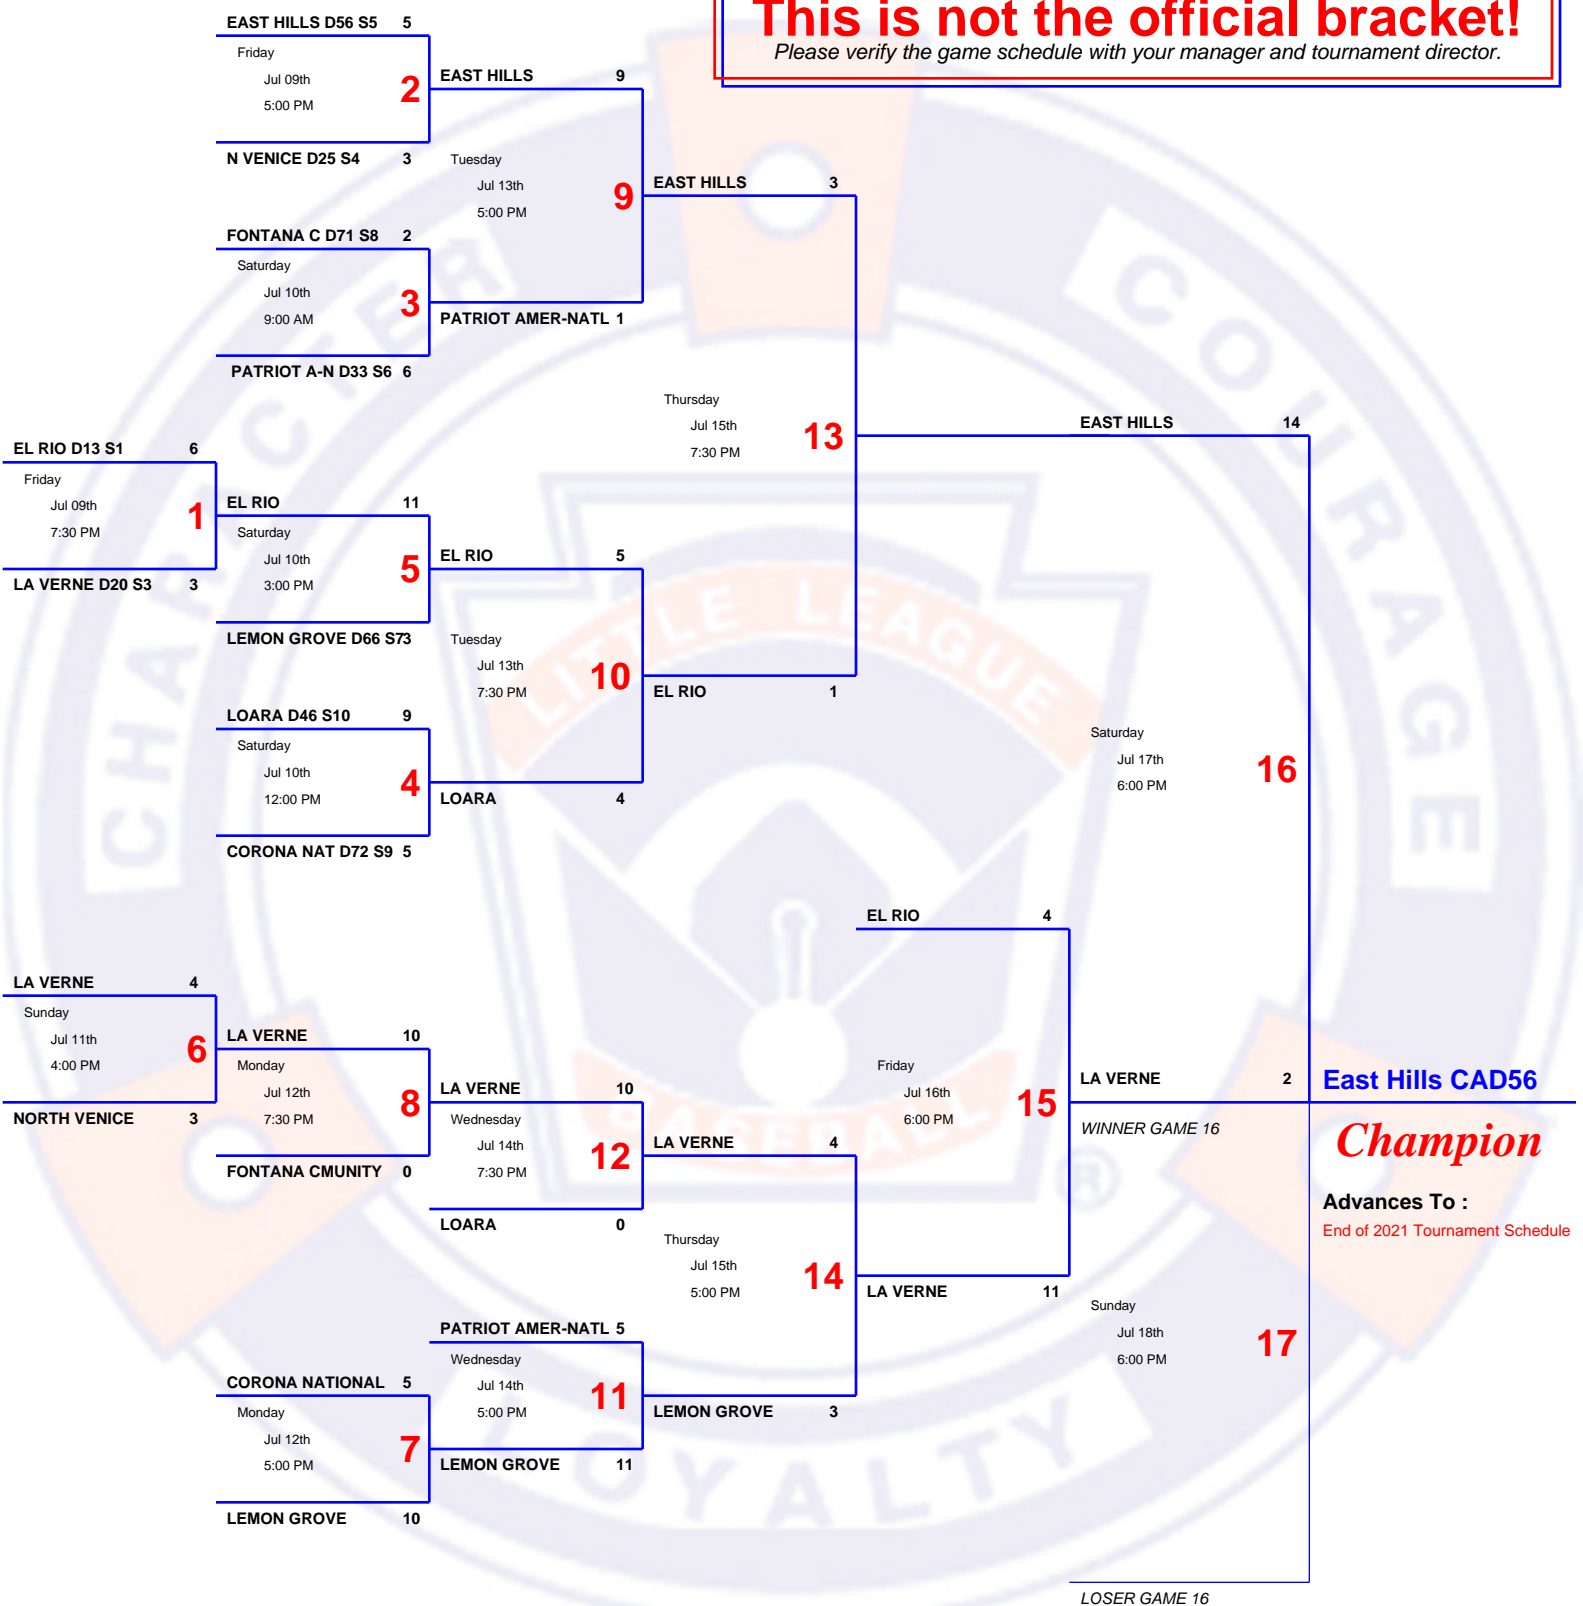 This is not the official bracket!
Please verify the game schedule with your manager and tournament director.
EAST HILLS D56 S5 5
Friday
Jul 09th
5:00 PM
2
N VENICE D25 S4 3
EAST HILLS 9
Tuesday
Jul 13th
5:00 PM
9
FONTANA C D71 S8 2
Saturday
Jul 10th
9:00 AM
3
PATRIOT A-N D33 S6 6
PATRIOT AMER-NATL 1
EAST HILLS 3
Thursday
Jul 15th
7:30 PM
13
EAST HILLS 14
EL RIO D13 S1 6
Friday
Jul 09th
7:30 PM
1
LA VERNE D20 S3 3
EL RIO 11
Saturday
Jul 10th
3:00 PM
5
LEMON GROVE D66 S73
EL RIO 5
Tuesday
Jul 13th
7:30 PM
10
EL RIO 1
LOARA D46 S10 9
Saturday
Jul 10th
12:00 PM
4
CORONA NAT D72 S9 5
LOARA 4
Saturday
Jul 17th
6:00 PM
16
EL RIO 4
LA VERNE 4
Sunday
Jul 11th
4:00 PM
6
NORTH VENICE 3
LA VERNE 10
Monday
Jul 12th
7:30 PM
8
FONTANA CMUNITY 0
LA VERNE 10
Wednesday
Jul 14th
7:30 PM
12
LOARA 0
LA VERNE 4
Thursday
Jul 15th
5:00 PM
14
Friday
Jul 16th
6:00 PM
15
LA VERNE 11
LA VERNE 2
WINNER GAME 16
East Hills CAD56
Champion
Advances To :
End of 2021 Tournament Schedule
PATRIOT AMER-NATL 5
Wednesday
Jul 14th
5:00 PM
11
CORONA NATIONAL 5
Monday
Jul 12th
5:00 PM
7
LEMON GROVE 10
LEMON GROVE 11
LEMON GROVE 3
Sunday
Jul 18th
6:00 PM
17
LOSER GAME 16
CHARACTER
COURAGE
LOYALTY
LITTLE LEAGUE
BASEBALL
®